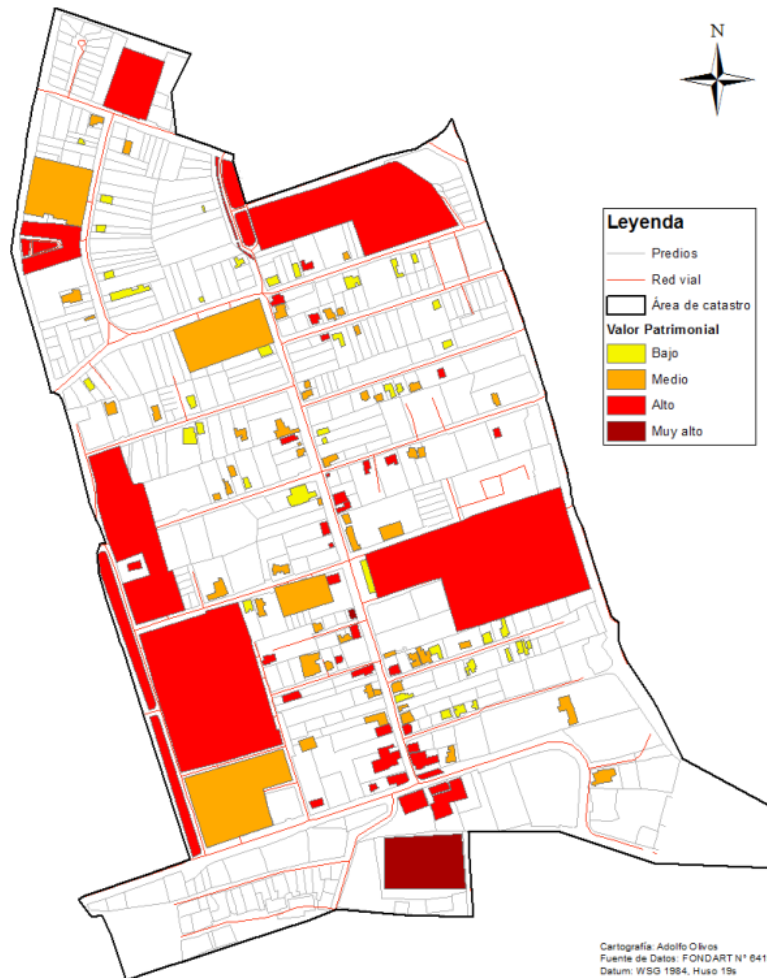 N
Leyenda
Predios
Red vial
Área de catastro
Valor Patrimonial
Bajo
Medio
Alto
Muy alto
Cartografía: Adolfo Olivos
Fuente de Datos: FONDART N° 641
Datum: WSG 1984, Huso 19s